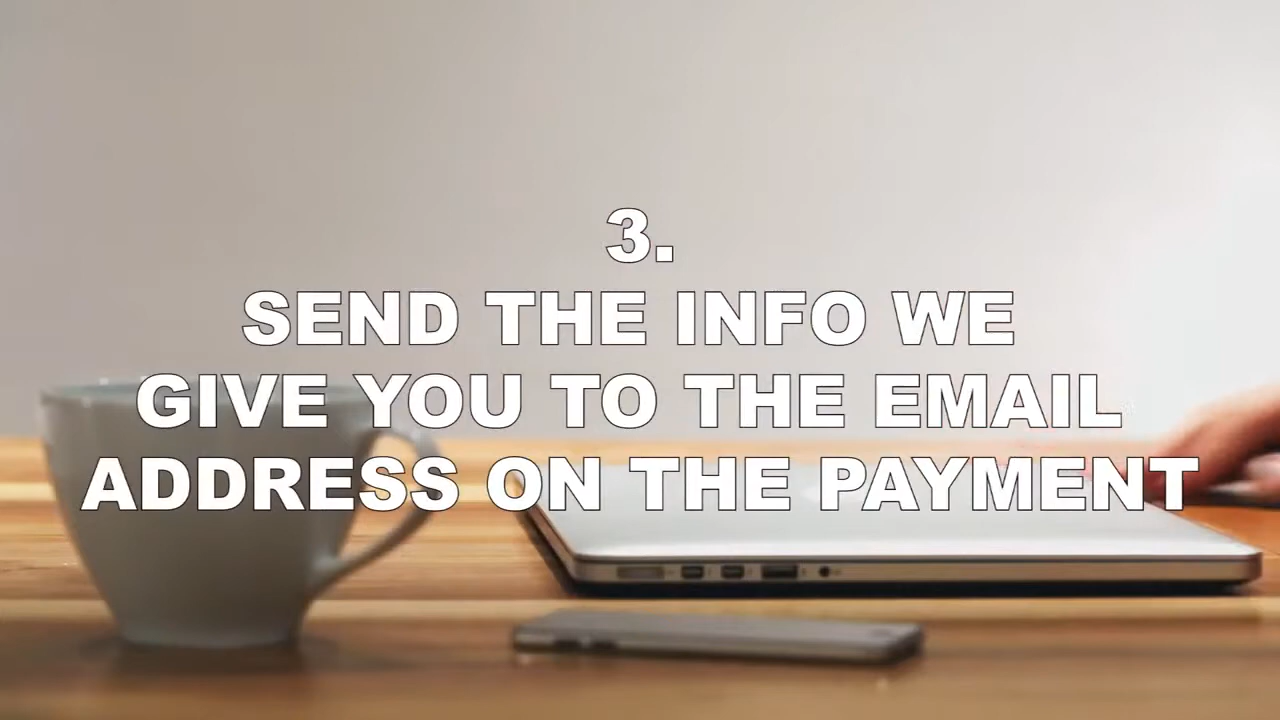 3.
SEND THE INFO WE
GIVE YOU TO THE EMAIL
ADDRESS ON THE PAYMENT